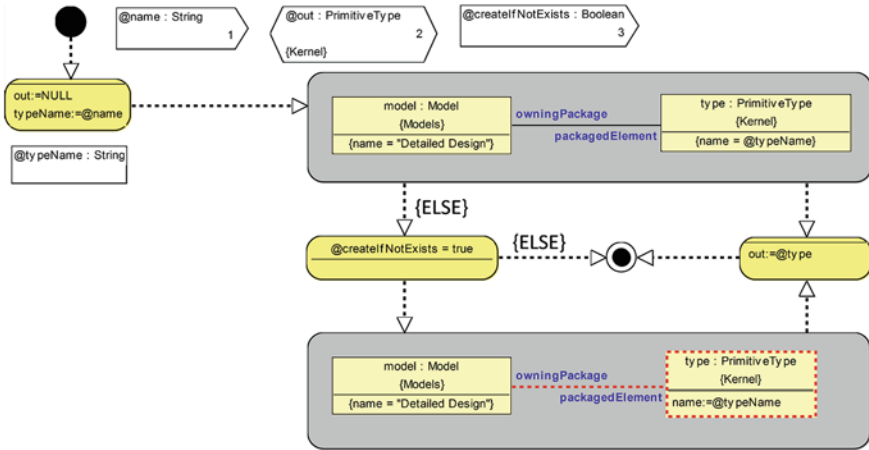 @name : String
1
@out : PrimitiveType
2
{Kernel}
@createIfNotExists : Boolean
3
out:=NULL
typeName:=@name
@typeName : String
model : Model
{Models}
{name = "Detailed Design"}
owningPackage
packagedElement
type : PrimitiveType
{Kernel}
{name = @typeName}
{ELSE}
@createIfNotExists = true
{ELSE}
out:=@type
model : Model
{Models}
{name = "Detailed Design"}
owningPackage
packagedElement
type : PrimitiveType
{Kernel}
name:=@typeName